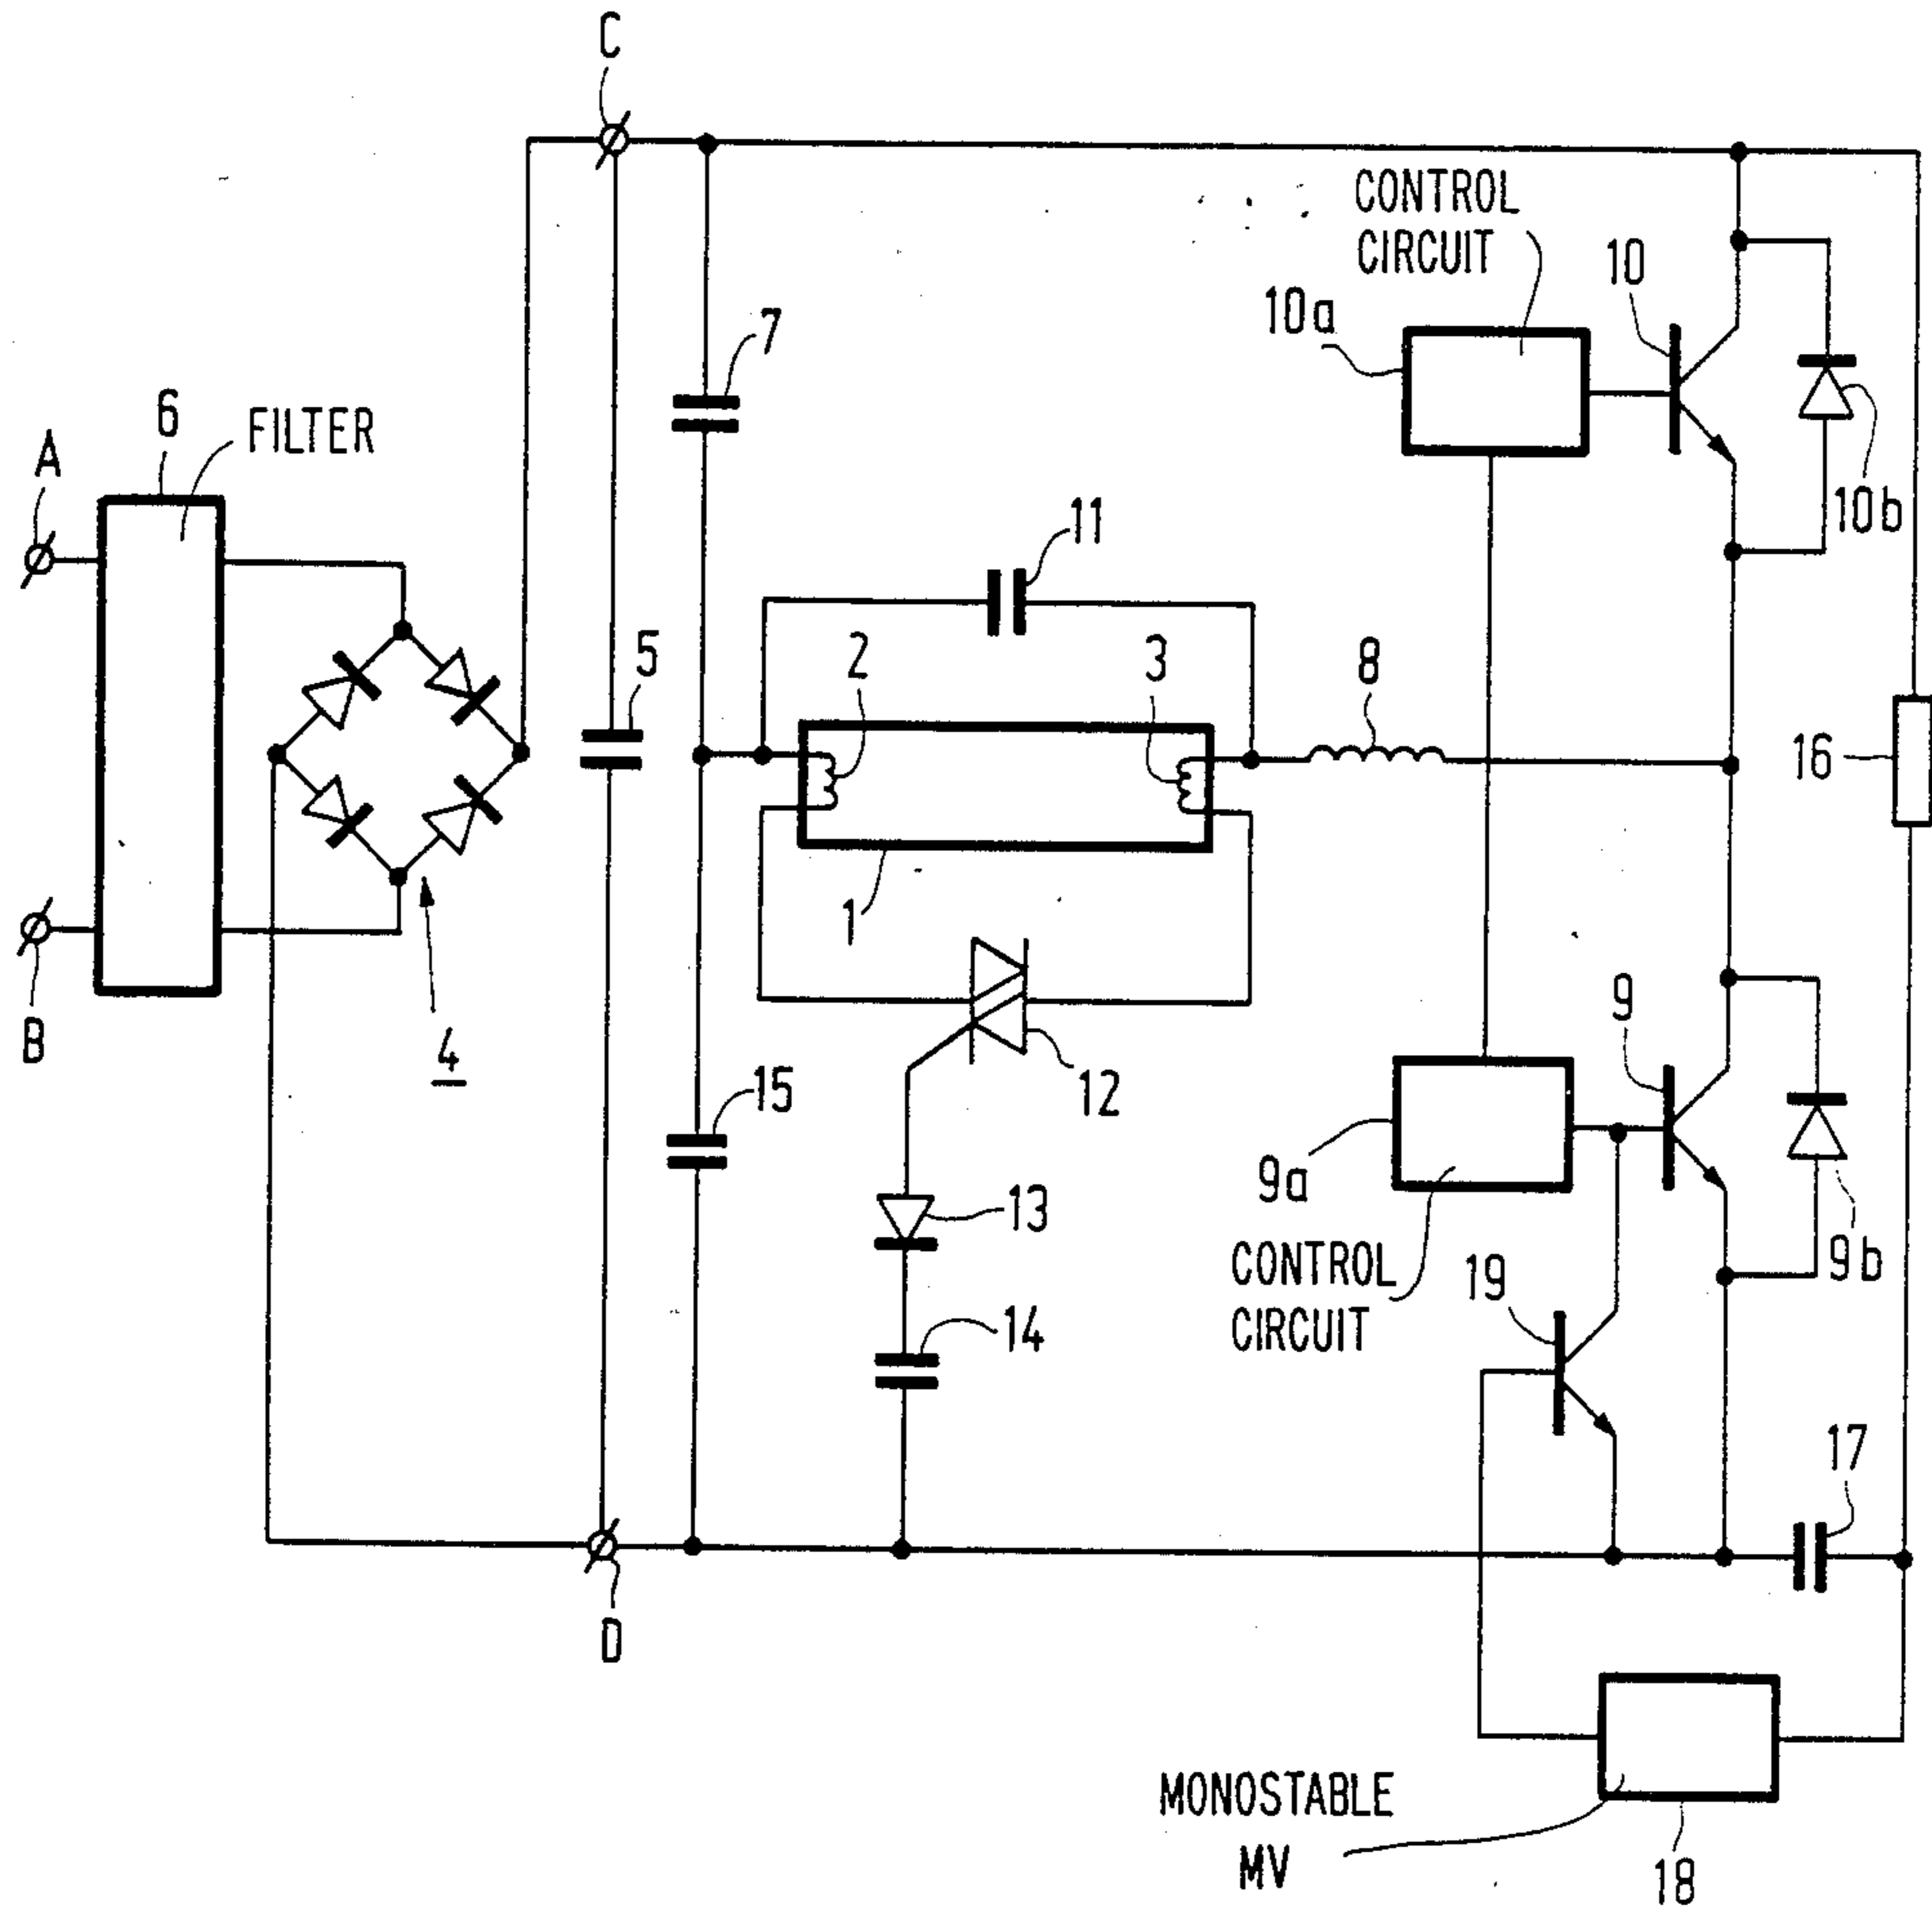 C
CONTROL
CIRCUIT
10
10a
7
6
FILTER
A
10b
11
5
2
3
8
16
1
B
4
9
15
12
9a
13
9b
CONTROL
CIRCUIT
19
14
17
D
MONOSTABLE
MV
18